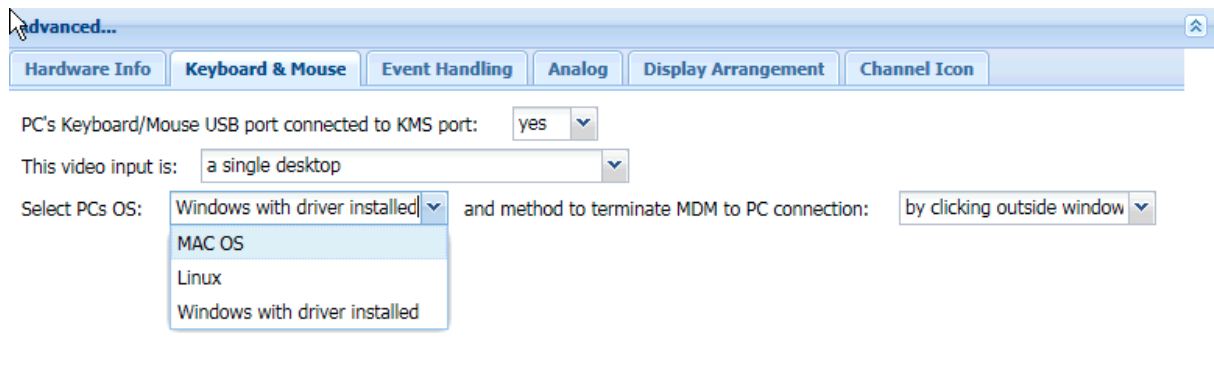 Advanced...
Hardware Info Keyboard & Mouse Event Handling Analog Display Arrangement Channel Icon
PC's Keyboard/Mouse USB port connected to KMS port: yes
This video input is: a single desktop
Select PCs OS: Windows with driver installed and method to terminate MDM to PC connection: by clicking outside window
MAC OS
Linux
Windows with driver installed